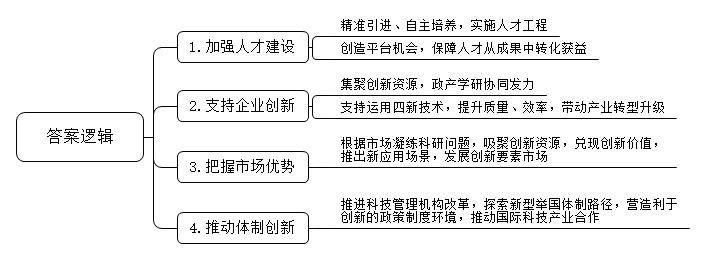 答案逻辑
1.加强人才建设
精准引进、自主培养，实施人才工程
创造平台机会，保障人才从成果中转化获益
2.支持企业创新
集聚创新资源，政产学研协同发力
支持运用四新技术，提升质量、效率，带动产业转型升级
3.把握市场优势
根据市场凝练科研问题，吸聚创新资源，兑现创新价值，
推出新应用场景，发展创新要素市场
4.推动体制创新
推进科技管理机构改革，探索新型举国体制路径，营造利于
创新的政策制度环境，推动国际科技产业合作